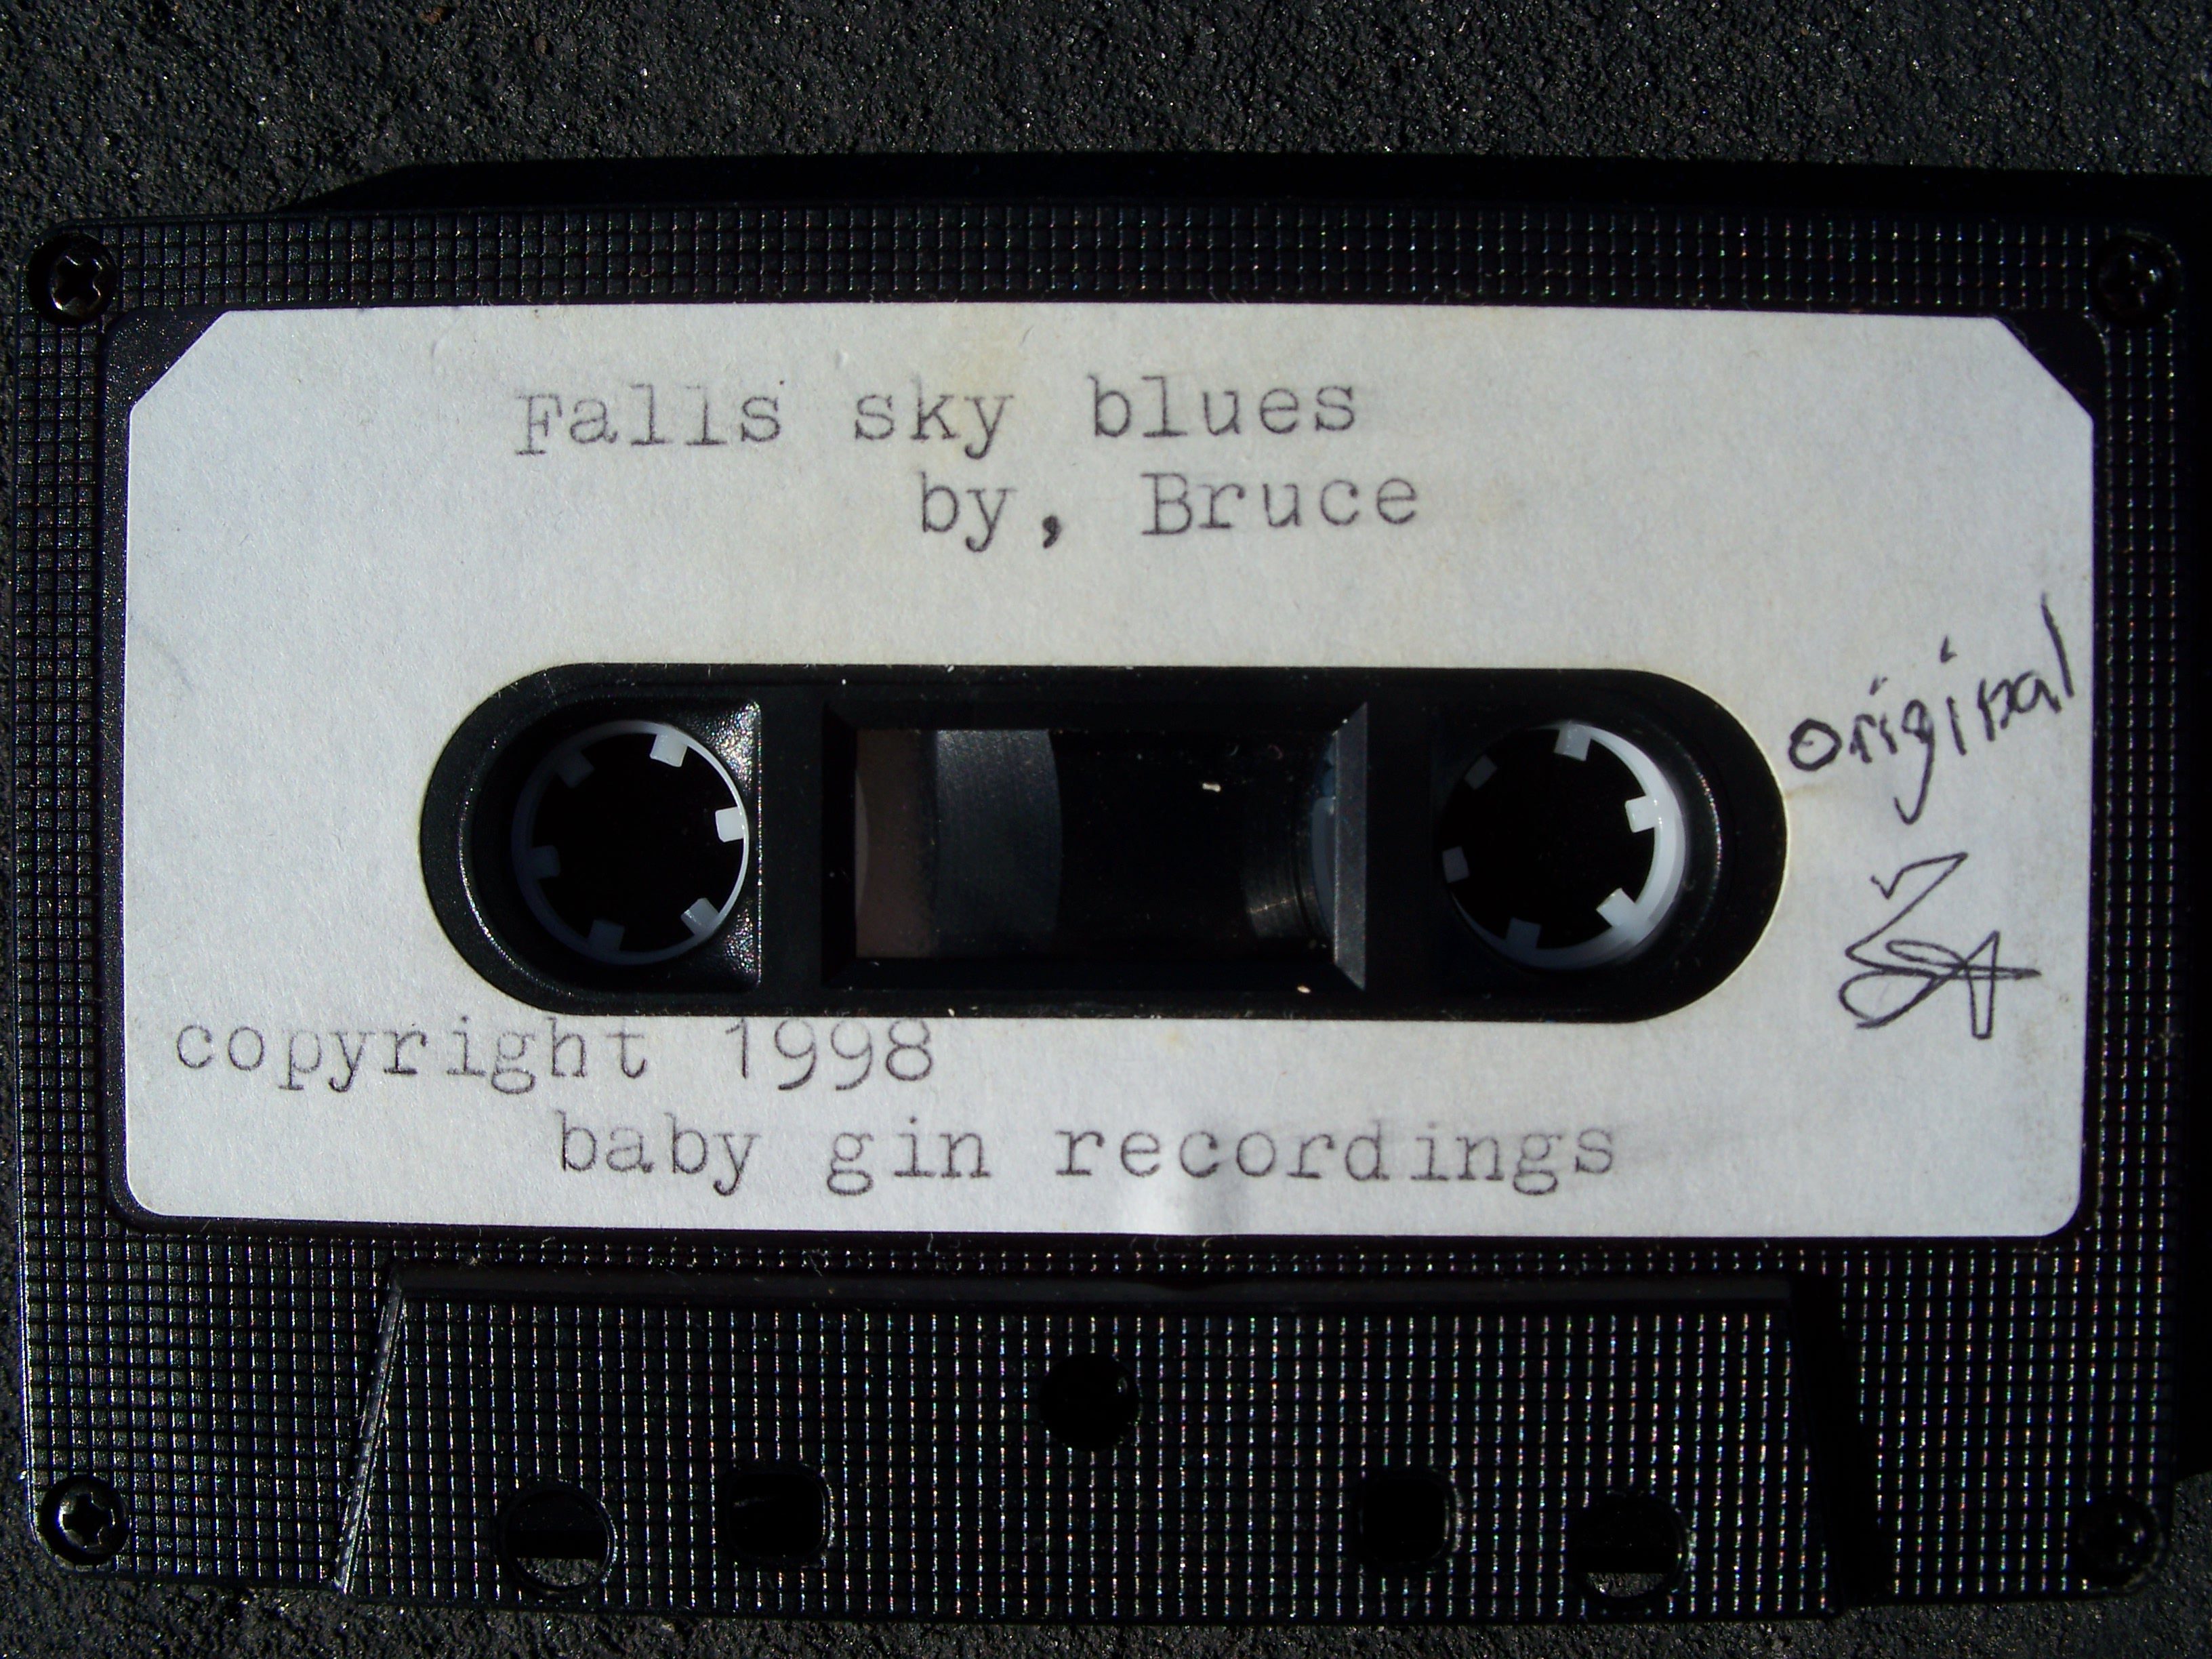 Falls sky blues
by, Bruce
original
copyright 1998
baby gin recordings